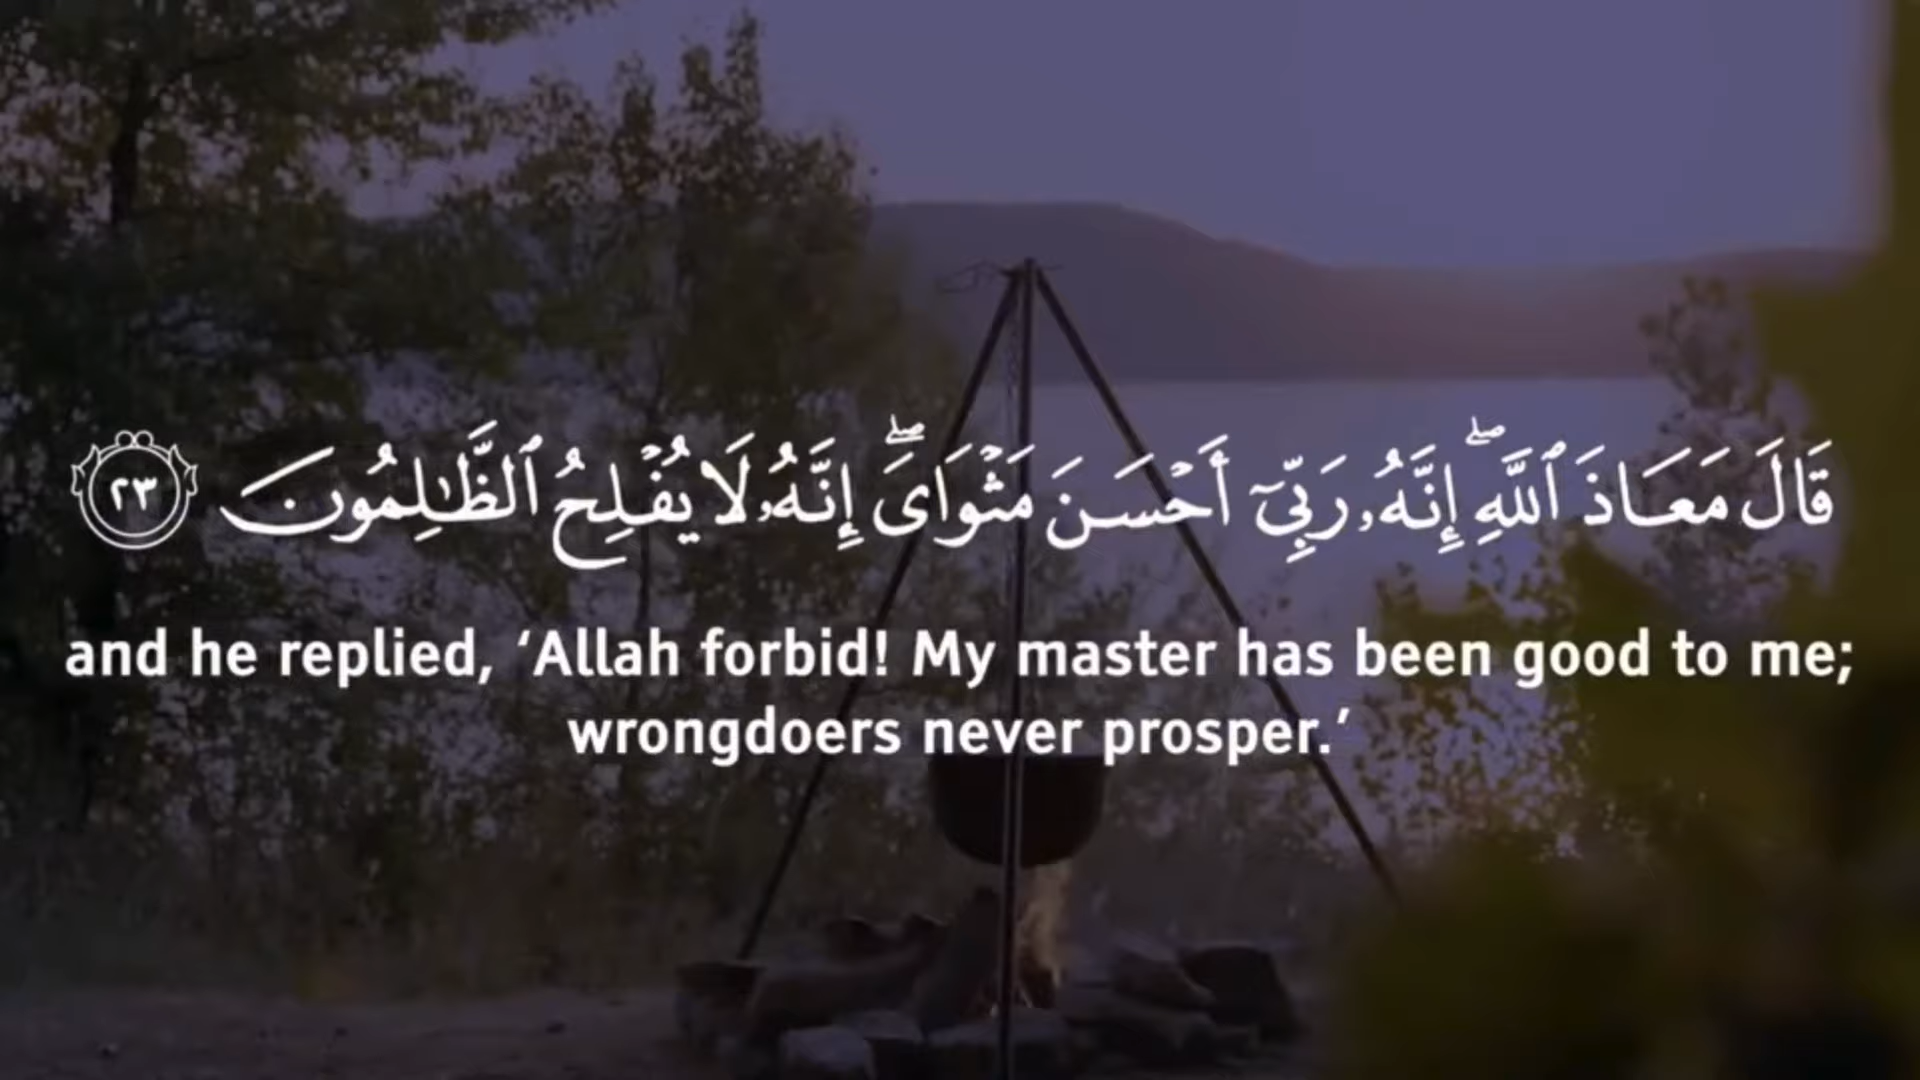 قَالَ مَعَاذَ ٱللَّهِۖ إِنَّهُۥ رَبِّىٓ أَحْسَنَ مَثْوَاىَۖ إِنَّهُۥ لَا يُفْلِحُ ٱلظَّـٰلِمُونَ ٢٣
and he replied, ‘Allah forbid! My master has been good to me;
wrongdoers never prosper.’